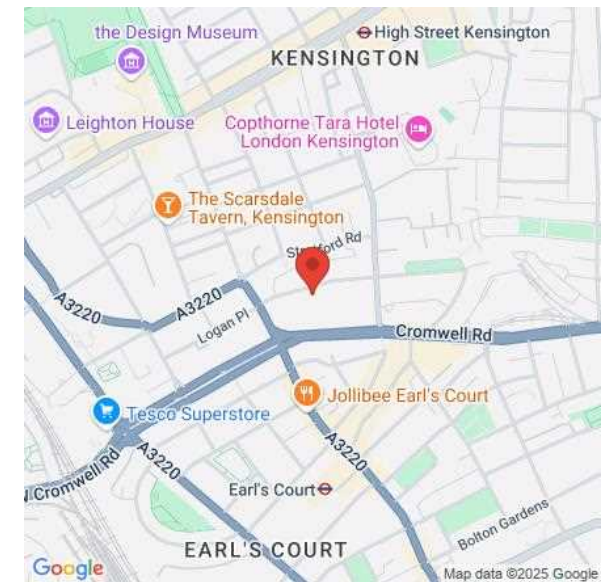 the Design Museum
High Street Kensington
KENSINGTON
Leighton House
Copthorne Tara Hotel
London Kensington
The Scarsdale
Tavern, Kensington
Stratford Rd
A3220
A3220
Logan Pl
Cromwell Rd
Jollibee Earl's Court
Tesco Superstore
A3220
A3220
W Cromwell Rd
Earl's Court
Bolton Gardens
EARL'S COURT
Google
Map data ©2025 Google